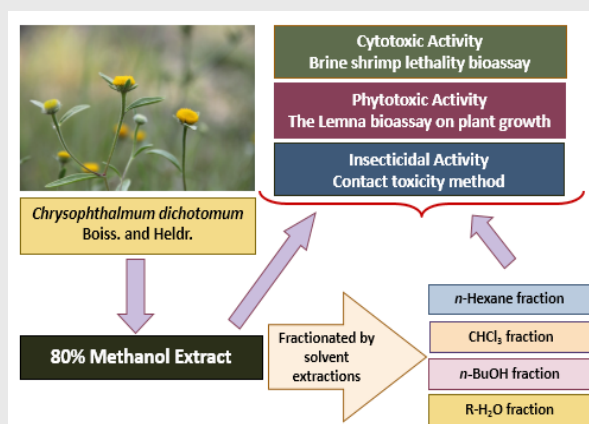 Cytotoxic Activity
Brine shrimp lethality bioassay
Phytotoxic Activity
The Lemna bioassay on plant growth
Insecticidal Activity
Contact toxicity method
Chrysophthalmum dichotomum
Boiss. and Heldr.
80% Methanol Extract
Fractionated by
solvent
extractions
n-Hexane fraction
CHCl₃ fraction
n-BuOH fraction
R-H₂O fraction